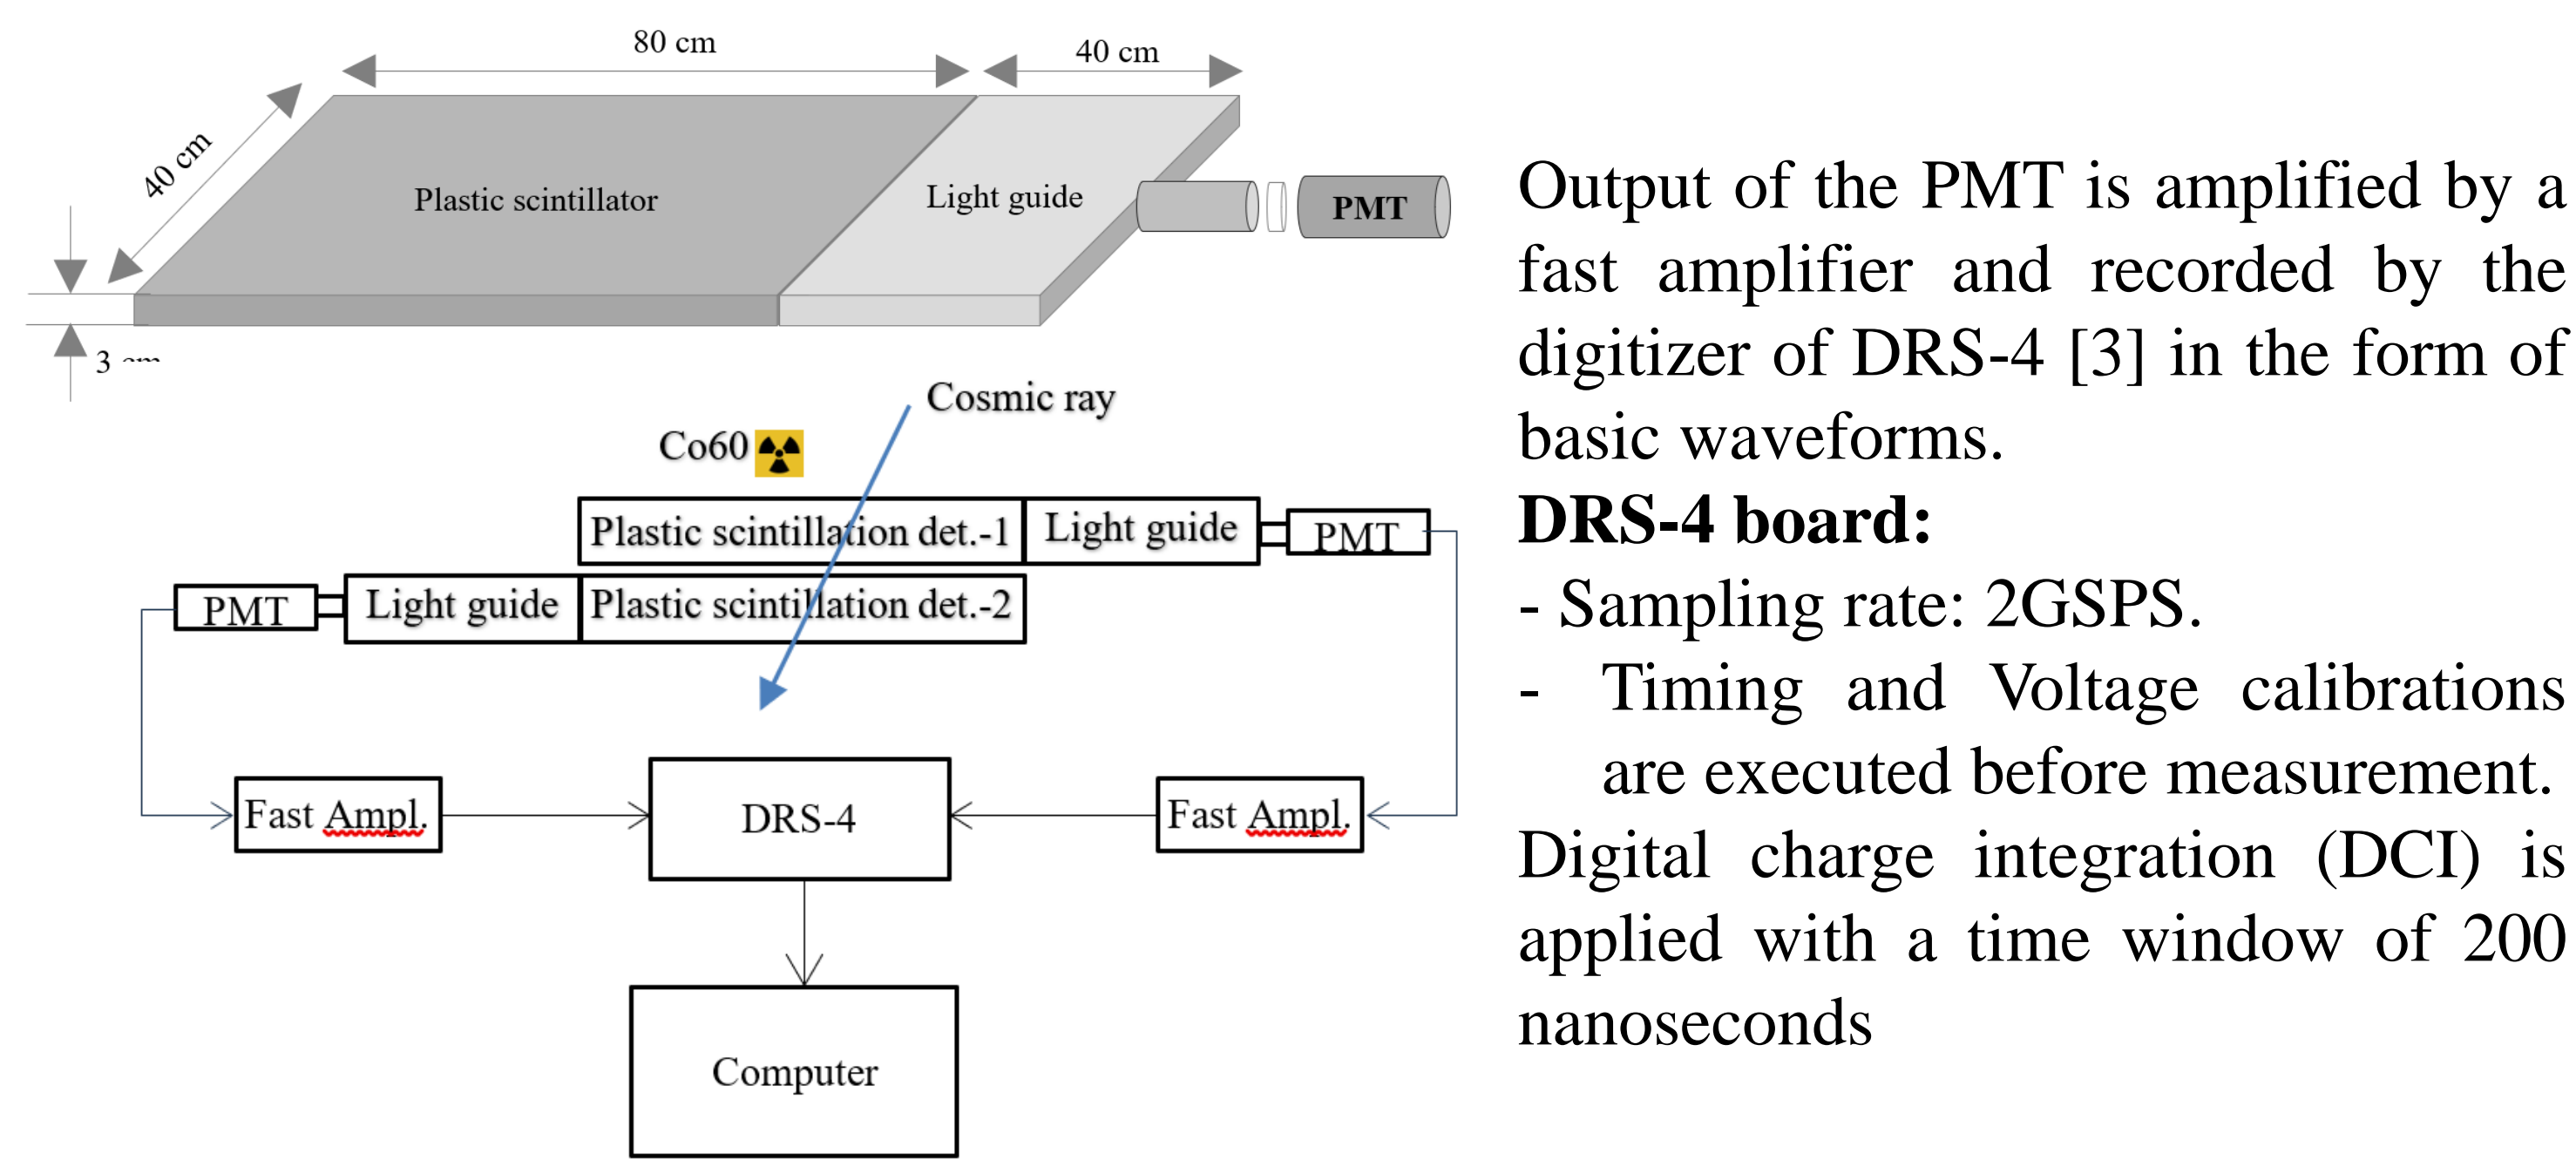 80 cm
40 cm
40 cm
Plastic scintillator
Light guide
PMT
3 cm
Cosmic ray
Co60
Plastic scintillation det.-1
Light guide
PMT
PMT
Light guide
Plastic scintillation det.-2
Fast Ampl.
DRS-4
Fast Ampl.
Computer
Output of the PMT is amplified by a
fast amplifier and recorded by the
digitizer of DRS-4 [3] in the form of
basic waveforms.
DRS-4 board:
- Sampling rate: 2GSPS.
- Timing and Voltage calibrations
are executed before measurement.
Digital charge integration (DCI) is
applied with a time window of 200
nanoseconds